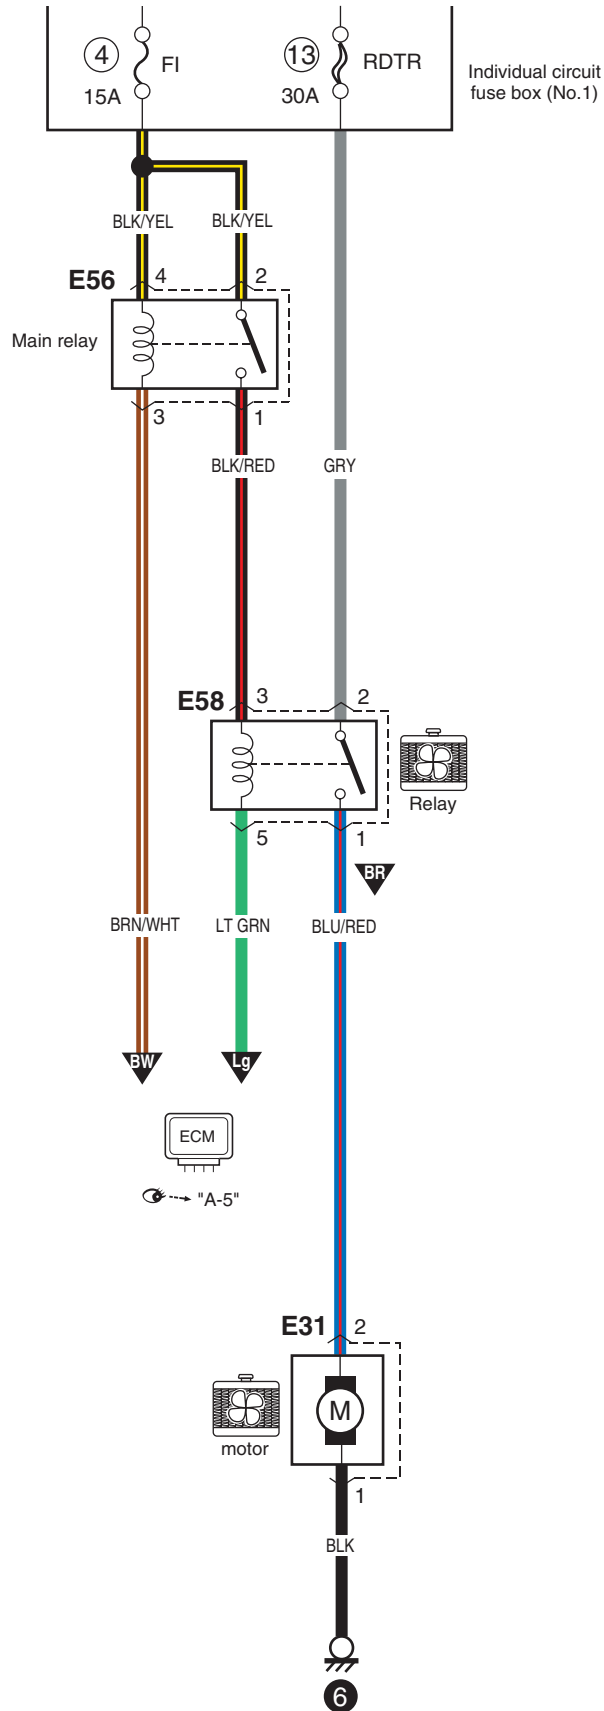 4
FI
15A
13
RDTR
30A
Individual circuit
fuse box (No.1)
BLK/YEL
BLK/YEL
E56
4
2
Main relay
3
1
BLK/RED
GRY
E58
3
2
Relay
5
1
BR
BRN/WHT
LT GRN
BLU/RED
BW
Lg
ECM
"A-5"
E31
2
M
motor
1
BLK
6